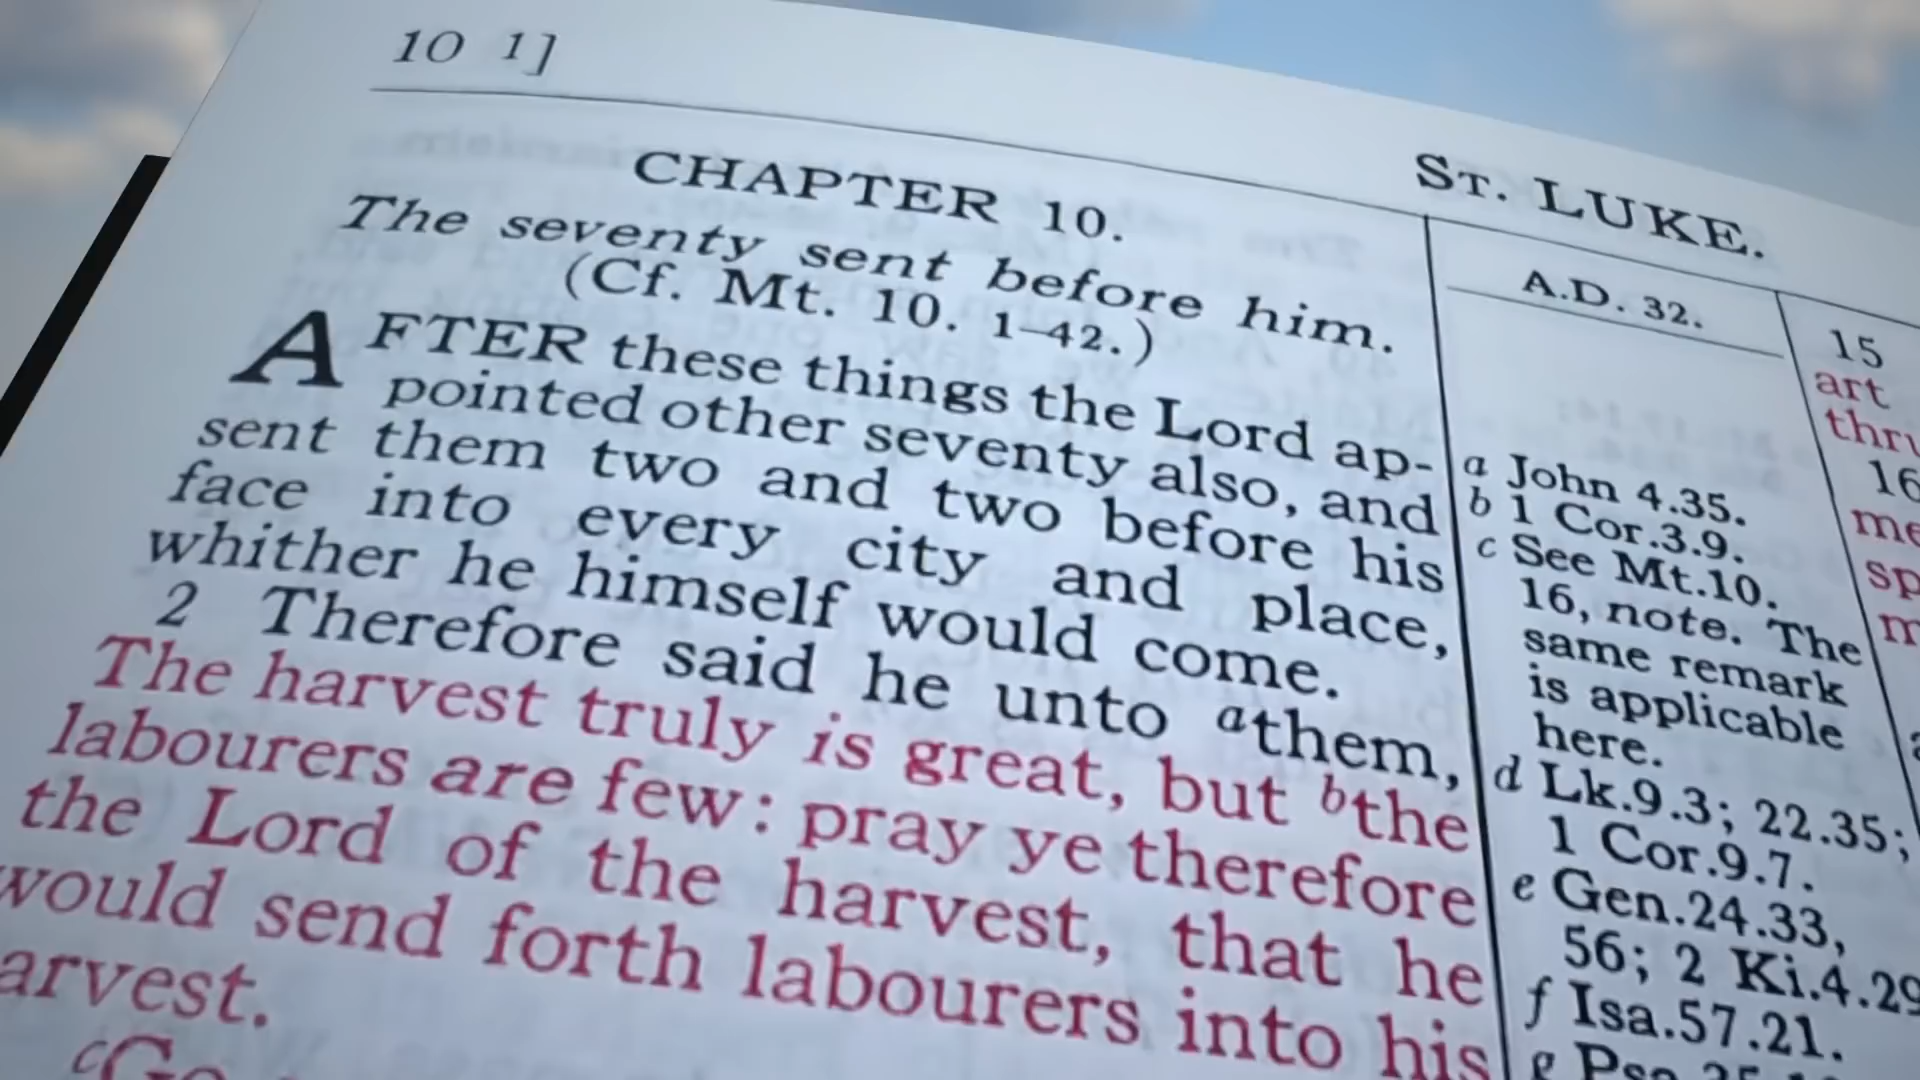 10 1]
ST. LUKE.
CHAPTER 10.
The seventy sent before him.
(Cf. Mt. 10. 1–42.)
AFTER these things the Lord ap-
pointed other seventy also, and
sent them two and two before his
face into every city and place,
whither he himself would come.
2 Therefore said he unto athem,
The harvest truly is great, but bthe
labourers are few: pray ye therefore
the Lord of the harvest, that he
would send forth labourers into his
arvest.
cGo
A.D. 32.
a John 4.35.
b 1 Cor.3.9.
c See Mt.10.
16, note. The
same remark
is applicable
here.
d Lk.9.3; 22.35;
1 Cor.9.7.
e Gen.24.33,
56; 2 Ki.4.29
f Isa.57.21.
g Psa.
15
art
thru
16
me
sp
m